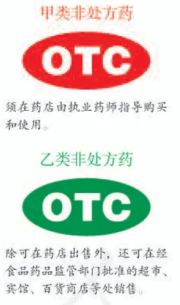 甲类非处方药
OTC
须在药店由执业药师指导购买
和使用。
乙类非处方药
OTC
除可在药店出售外，还可在经
食品药品监管部门批准的超市、
宾馆、百货商店等处销售。